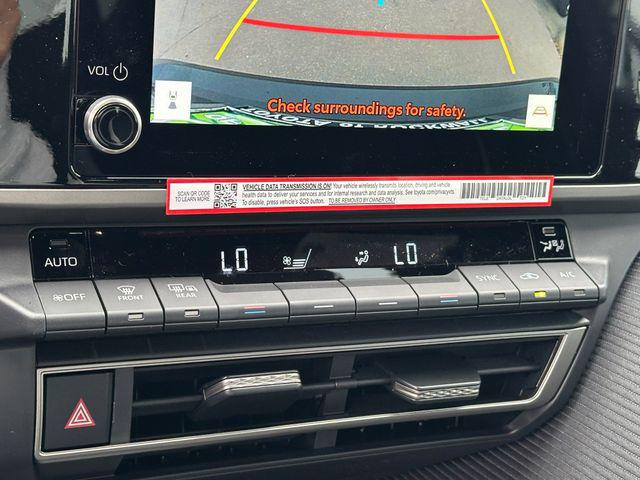 VOL
Check surroundings for safety.
SCAN QR CODE
TO LEARN MORE
VEHICLE DATA TRANSMISSION IS ON! Your vehicle wirelessly transmits location, driving and vehicle
health data to deliver your services and for internal research and data analysis. See toyota.com/privacyvts.
To disable, press vehicle's SOS button. TO BE REMOVED BY OWNER ONLY
AUTO
LO
LO
OFF
FRONT
REAR
SYNC
A/C